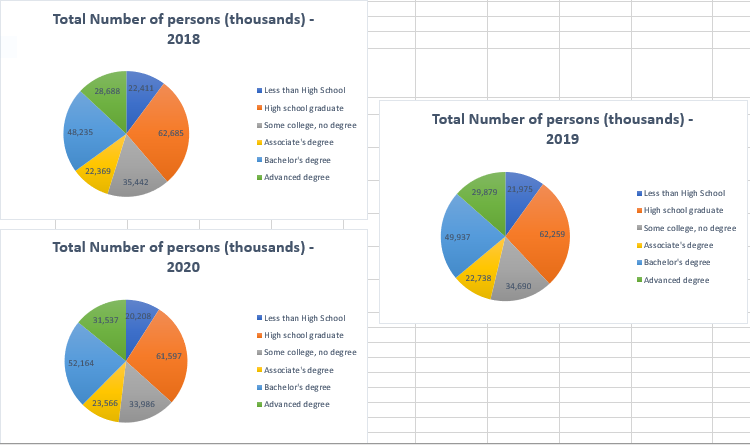 Total Number of persons (thousands) -
2018
22,411
62,685
35,442
22,369
48,235
28,688
Less than High School
High school graduate
Some college, no degree
Associate's degree
Bachelor's degree
Advanced degree
Total Number of persons (thousands) -
2019
21,975
62,259
34,690
22,738
49,937
29,879
Less than High School
High school graduate
Some college, no degree
Associate's degree
Bachelor's degree
Advanced degree
Total Number of persons (thousands) -
2020
20,208
61,597
33,986
23,566
52,164
31,537
Less than High School
High school graduate
Some college, no degree
Associate's degree
Bachelor's degree
Advanced degree